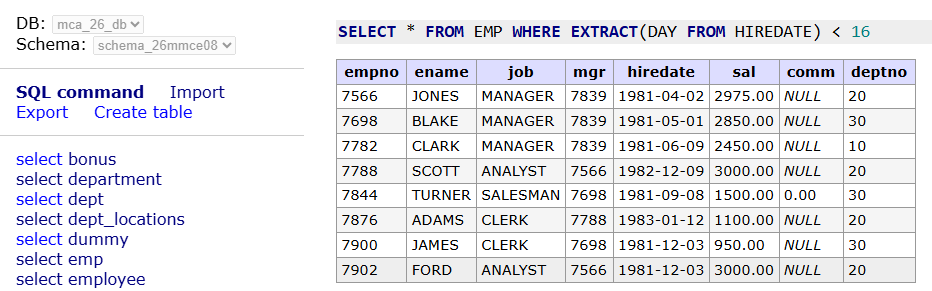 DB: mca_26_db
Schema: schema_26mmce08
SQL command Import
Export Create table
select bonus
select department
select dept
select dept_locations
select dummy
select emp
select employee
SELECT * FROM EMP WHERE EXTRACT(DAY FROM HIREDATE) < 16
empno ename job mgr hiredate sal comm deptno
7566 JONES MANAGER 7839 1981-04-02 2975.00 NULL 20
7698 BLAKE MANAGER 7839 1981-05-01 2850.00 NULL 30
7782 CLARK MANAGER 7839 1981-06-09 2450.00 NULL 10
7788 SCOTT ANALYST 7566 1982-12-09 3000.00 NULL 20
7844 TURNER SALESMAN 7698 1981-09-08 1500.00 0.00 30
7876 ADAMS CLERK 7788 1983-01-12 1100.00 NULL 20
7900 JAMES CLERK 7698 1981-12-03 950.00 NULL 30
7902 FORD ANALYST 7566 1981-12-03 3000.00 NULL 20